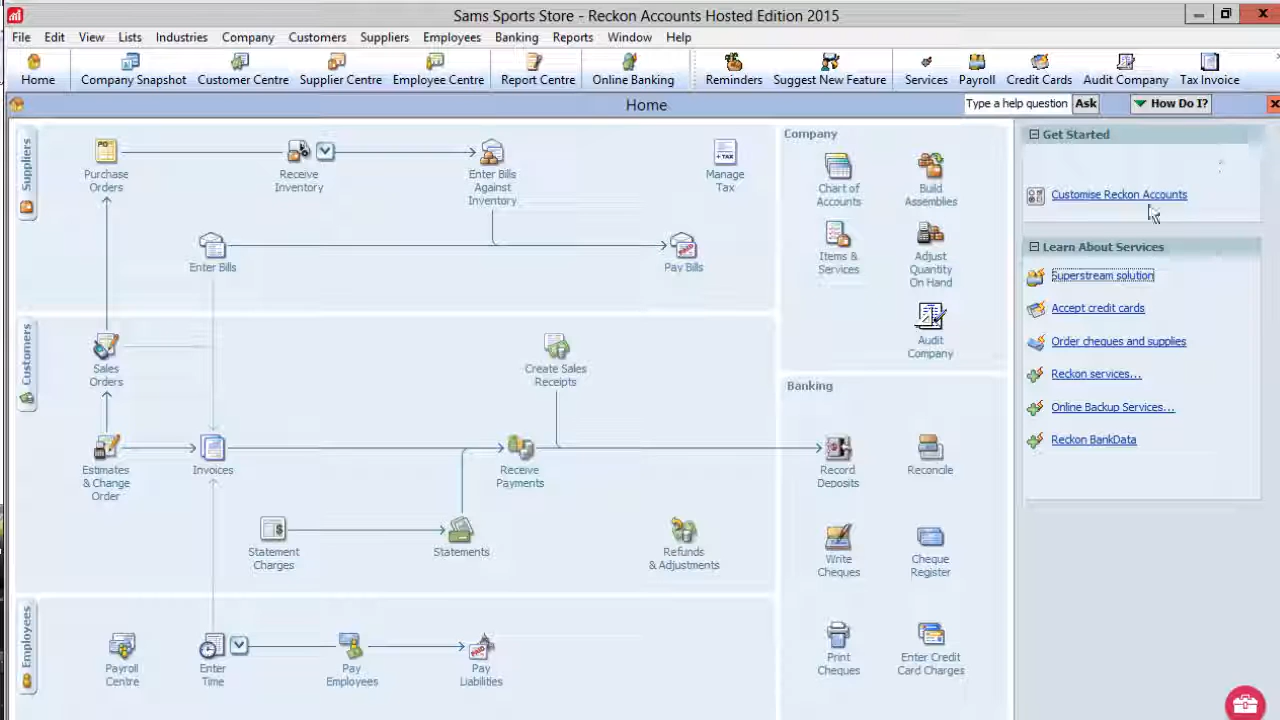 Sams Sports Store - Reckon Accounts Hosted Edition 2015
File Edit View Lists Industries Company Customers Suppliers Employees Banking Reports Window Help
Home Company Snapshot Customer Centre Supplier Centre Employee Centre Report Centre Online Banking Reminders Suggest New Feature Services Payroll Credit Cards Audit Company Tax Invoice
Home
Type a help question Ask How Do I?
Suppliers
PO
Purchase
Orders
Receive
Inventory
Enter Bills
Against
Inventory
+ TAX
Manage
Tax
Enter Bills
Pay Bills
Customers
Sales
Orders
Create Sales
Receipts
Estimates
& Change
Order
Invoices
Receive
Payments
$
Statement
Charges
Statements
Refunds
& Adjustments
Employees
Payroll
Centre
Enter
Time
Pay
Employees
Pay
Liabilities
Company
Chart of
Accounts
Build
Assemblies
Items &
Services
Adjust
Quantity
On Hand
Audit
Company
Banking
Record
Deposits
Reconcile
Write
Cheques
Cheque
Register
Print
Cheques
Enter Credit
Card Charges
Get Started
Customise Reckon Accounts
Learn About Services
Superstream solution
Accept credit cards
Order cheques and supplies
Reckon services...
Online Backup Services...
Reckon BankData